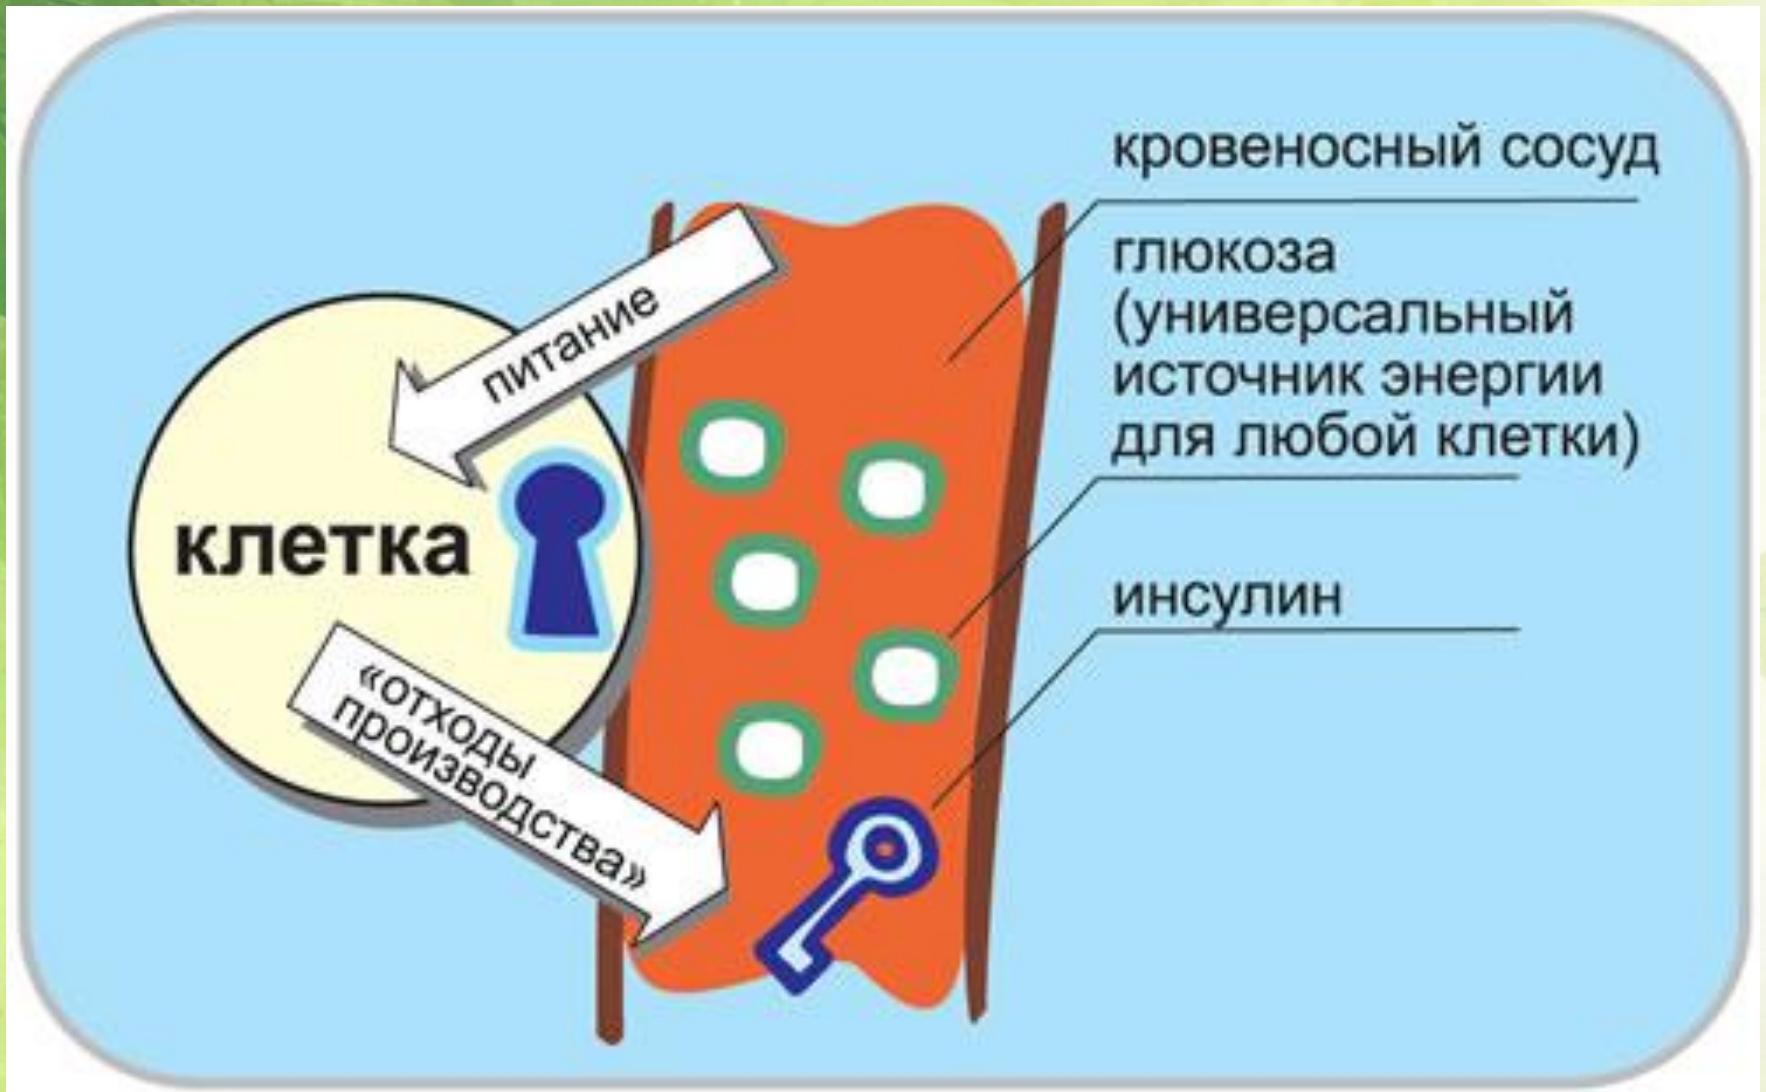 кровеносный сосуд
глюкоза
(универсальный
источник энергии
для любой клетки)
инсулин
питание
клетка
«отходы
производства»